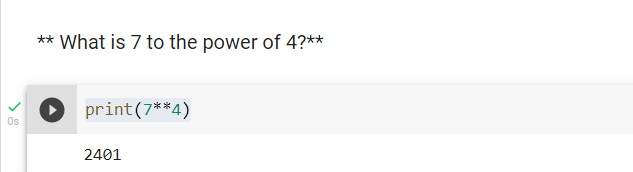 ** What is 7 to the power of 4?**
print(7**4)
0s
2401